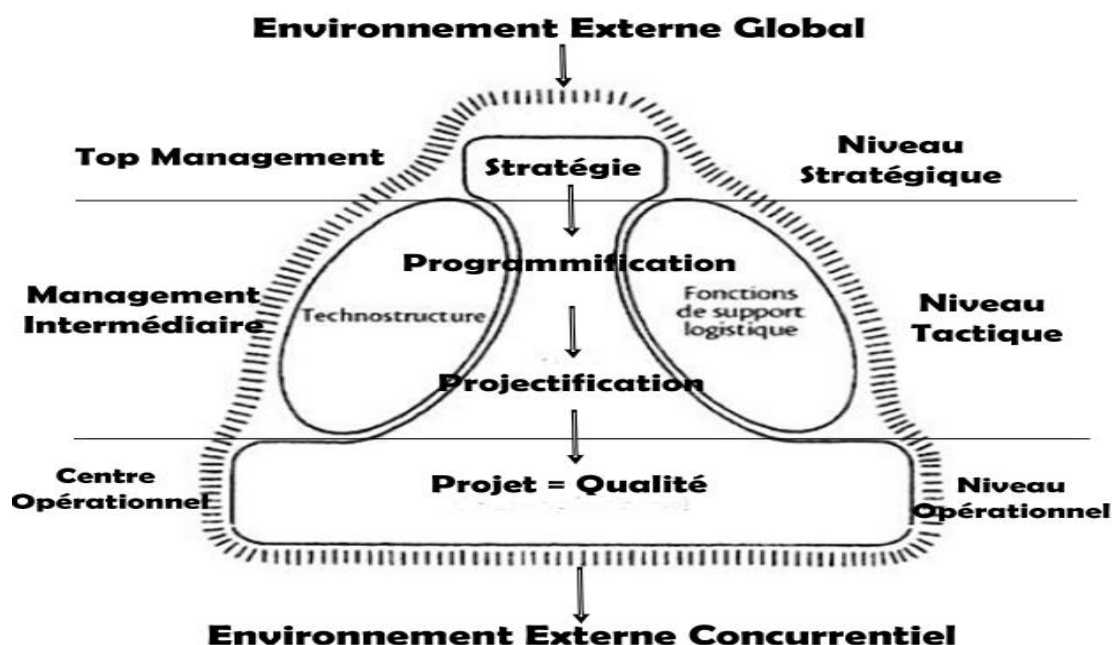 Environnement Externe Global
Top Management
Stratégie
Niveau
Stratégique
Programmification
Management
Intermédiaire
Technostructure
Fonctions
de support
logistique
Niveau
Tactique
Projectification
Centre
Opérationnel
Projet = Qualité
Niveau
Opérationnel
Environnement Externe Concurrentiel